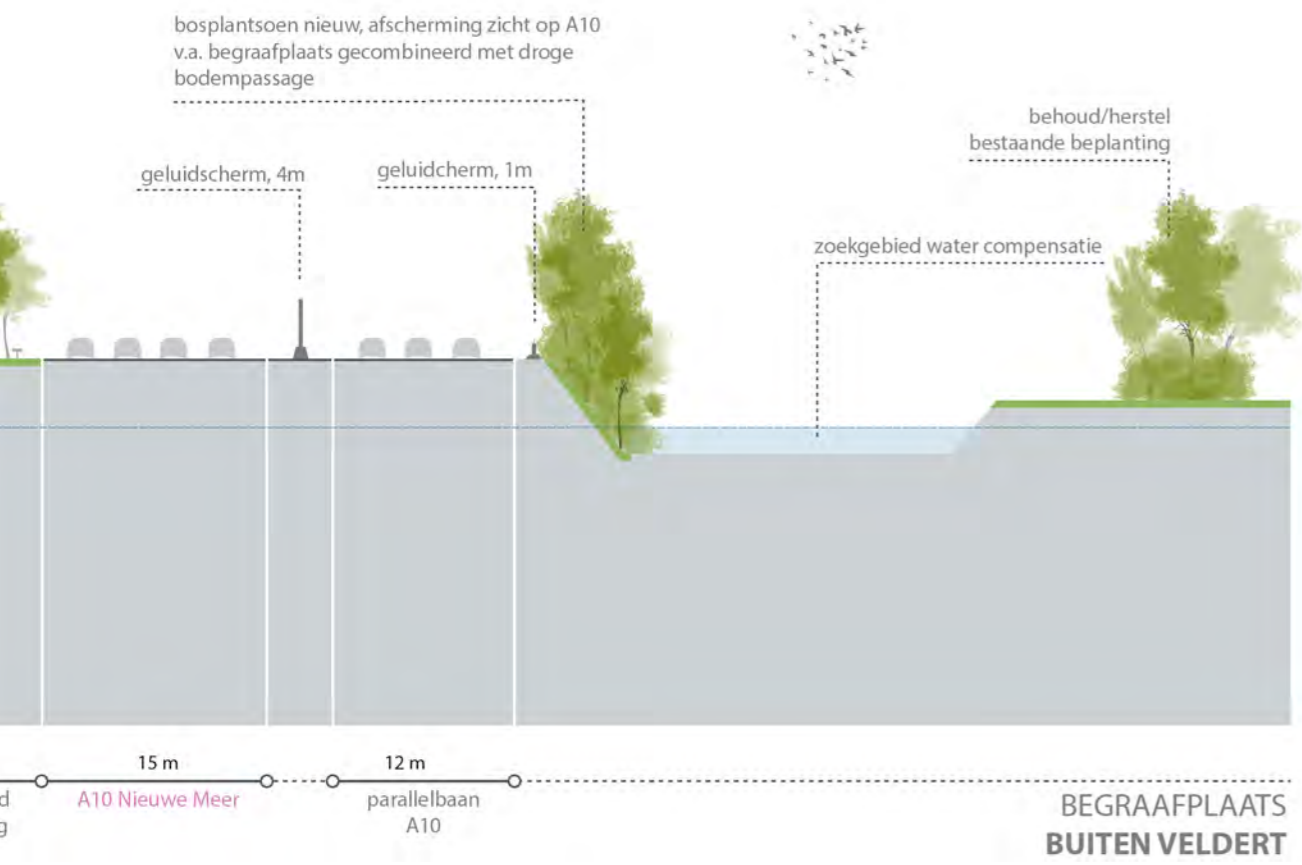 bosplantsoen nieuw, afscherming zicht op A10
v.a. begraafplaats gecombineerd met droge
bodempassage
behoud/herstel
bestaande beplanting
geluidscherm, 4m
geluidcherm, 1m
zoekgebied water compensatie
15 m
12 m
d
g
A10 Nieuwe Meer
parallelbaan
A10
BEGRAAFPLAATS
BUITEN VELDERT